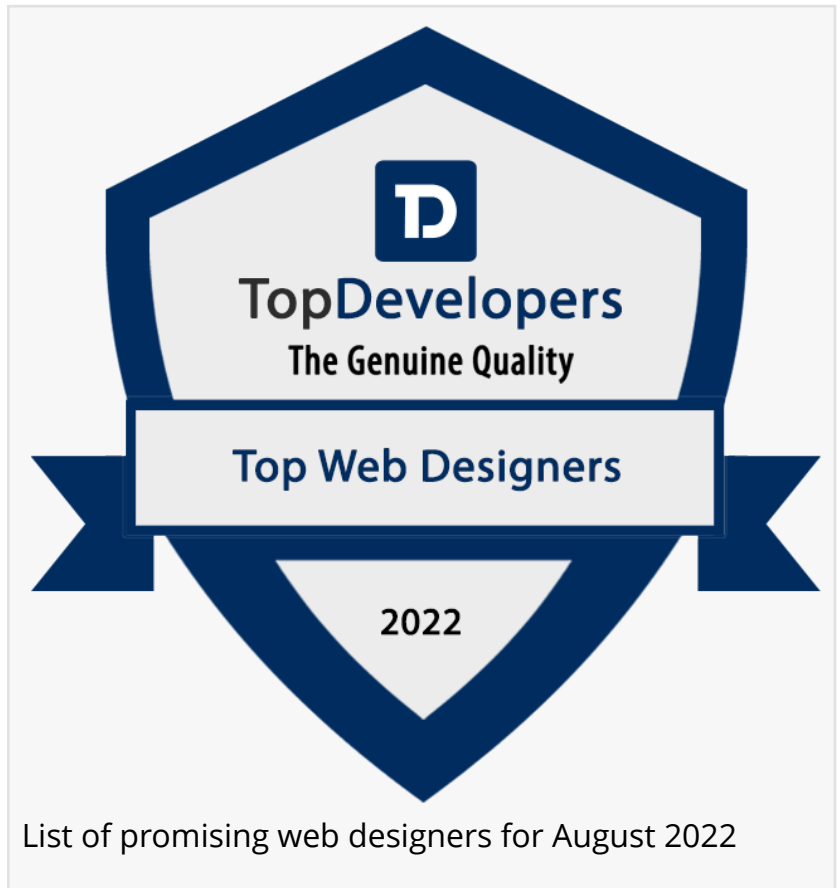 TD
TopDevelopers
The Genuine Quality
Top Web Designers
2022
List of promising web designers for August 2022